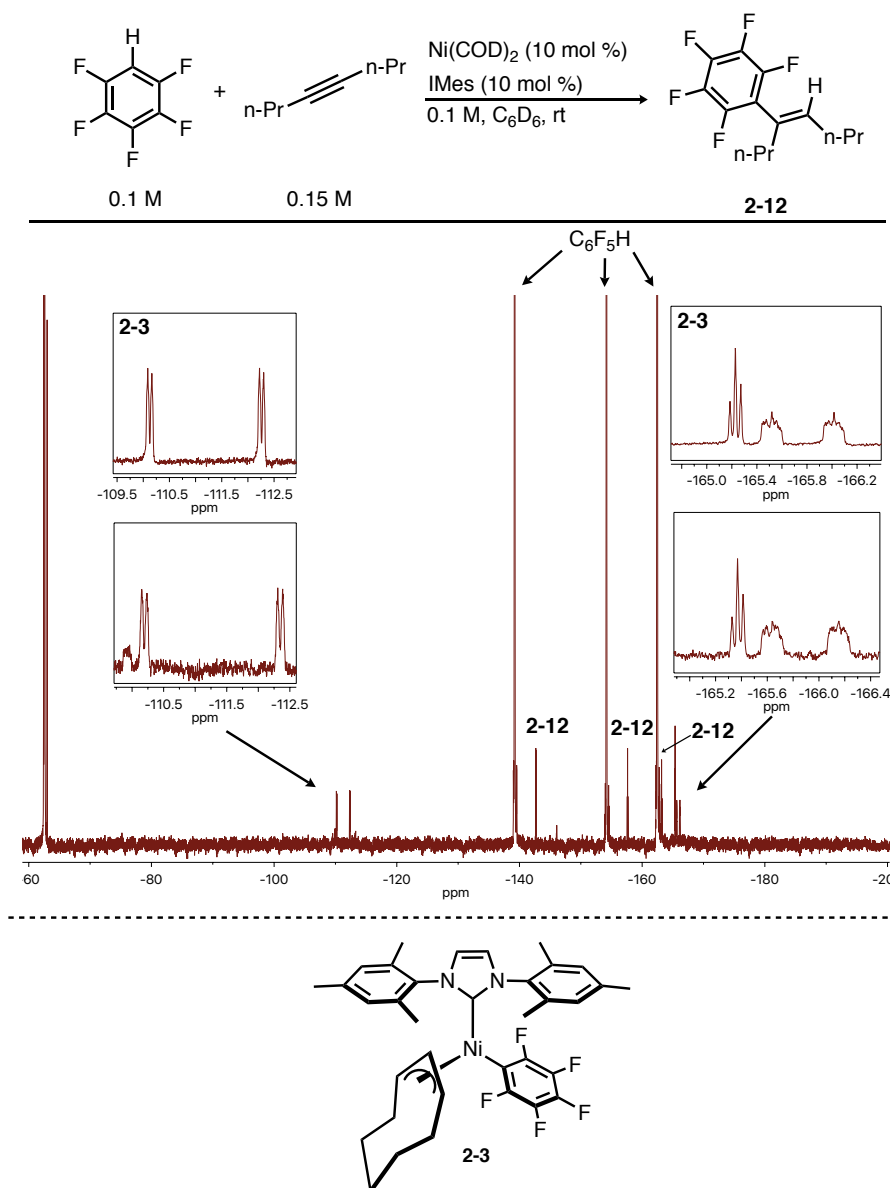 H
F F
F F
F
+
n-Pr
n-Pr
Ni(COD)2 (10 mol %)
IMes (10 mol %)
0.1 M, C6D6, rt
F
F F
F F
H
n-Pr n-Pr
0.1 M 0.15 M 2-12
C6F5H
2-3
-109.5 -110.5 -111.5 -112.5
ppm
2-3
-165.0 -165.4 -165.8 -166.2
ppm
-110.5 -111.5 -112.5
ppm
-165.2 -165.6 -166.0 -166.4
ppm
2-12 2-12 2-12
60 -80 -100 -120 -140 -160 -180 -20
ppm
N N
Ni
F
F F
F F
2-3